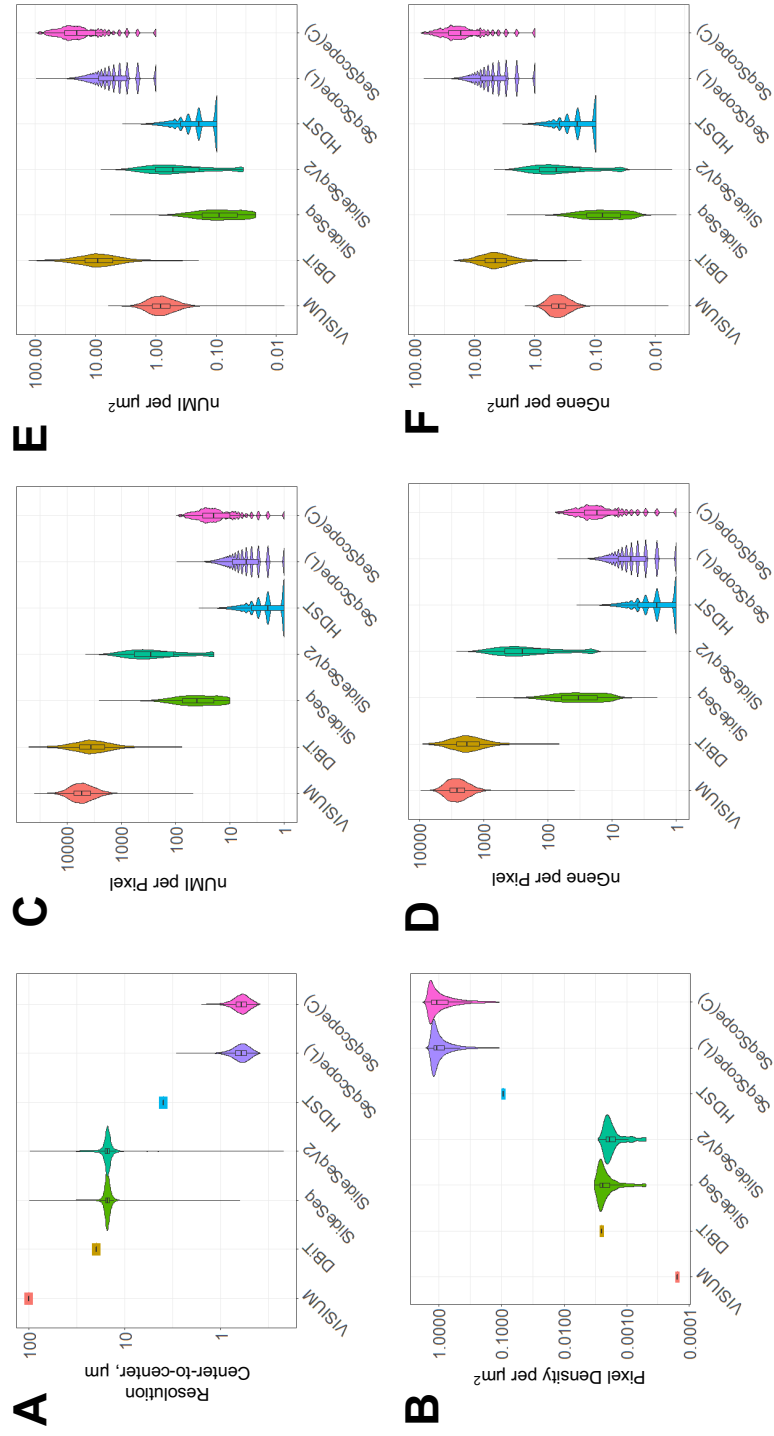 A
Resolution
Center-to-center, µm
100
10
1
VISIUM
DBiT
SlideSeq
SlideSeqV2
HDST
SeqScope(L)
SeqScope(C)
B
Pixel Density per µm²
1.0000
0.1000
0.0100
0.0010
0.0001
VISIUM
DBiT
SlideSeq
SlideSeqV2
HDST
SeqScope(L)
SeqScope(C)
C
nUMI per Pixel
10000
1000
100
10
1
VISIUM
DBiT
SlideSeq
SlideSeqV2
HDST
SeqScope(L)
SeqScope(C)
D
nGene per Pixel
10000
1000
100
10
1
VISIUM
DBiT
SlideSeq
SlideSeqV2
HDST
SeqScope(L)
SeqScope(C)
E
nUMI per µm²
100.00
10.00
1.00
0.10
0.01
VISIUM
DBiT
SlideSeq
SlideSeqV2
HDST
SeqScope(L)
SeqScope(C)
F
nGene per µm²
100.00
10.00
1.00
0.10
0.01
VISIUM
DBiT
SlideSeq
SlideSeqV2
HDST
SeqScope(L)
SeqScope(C)